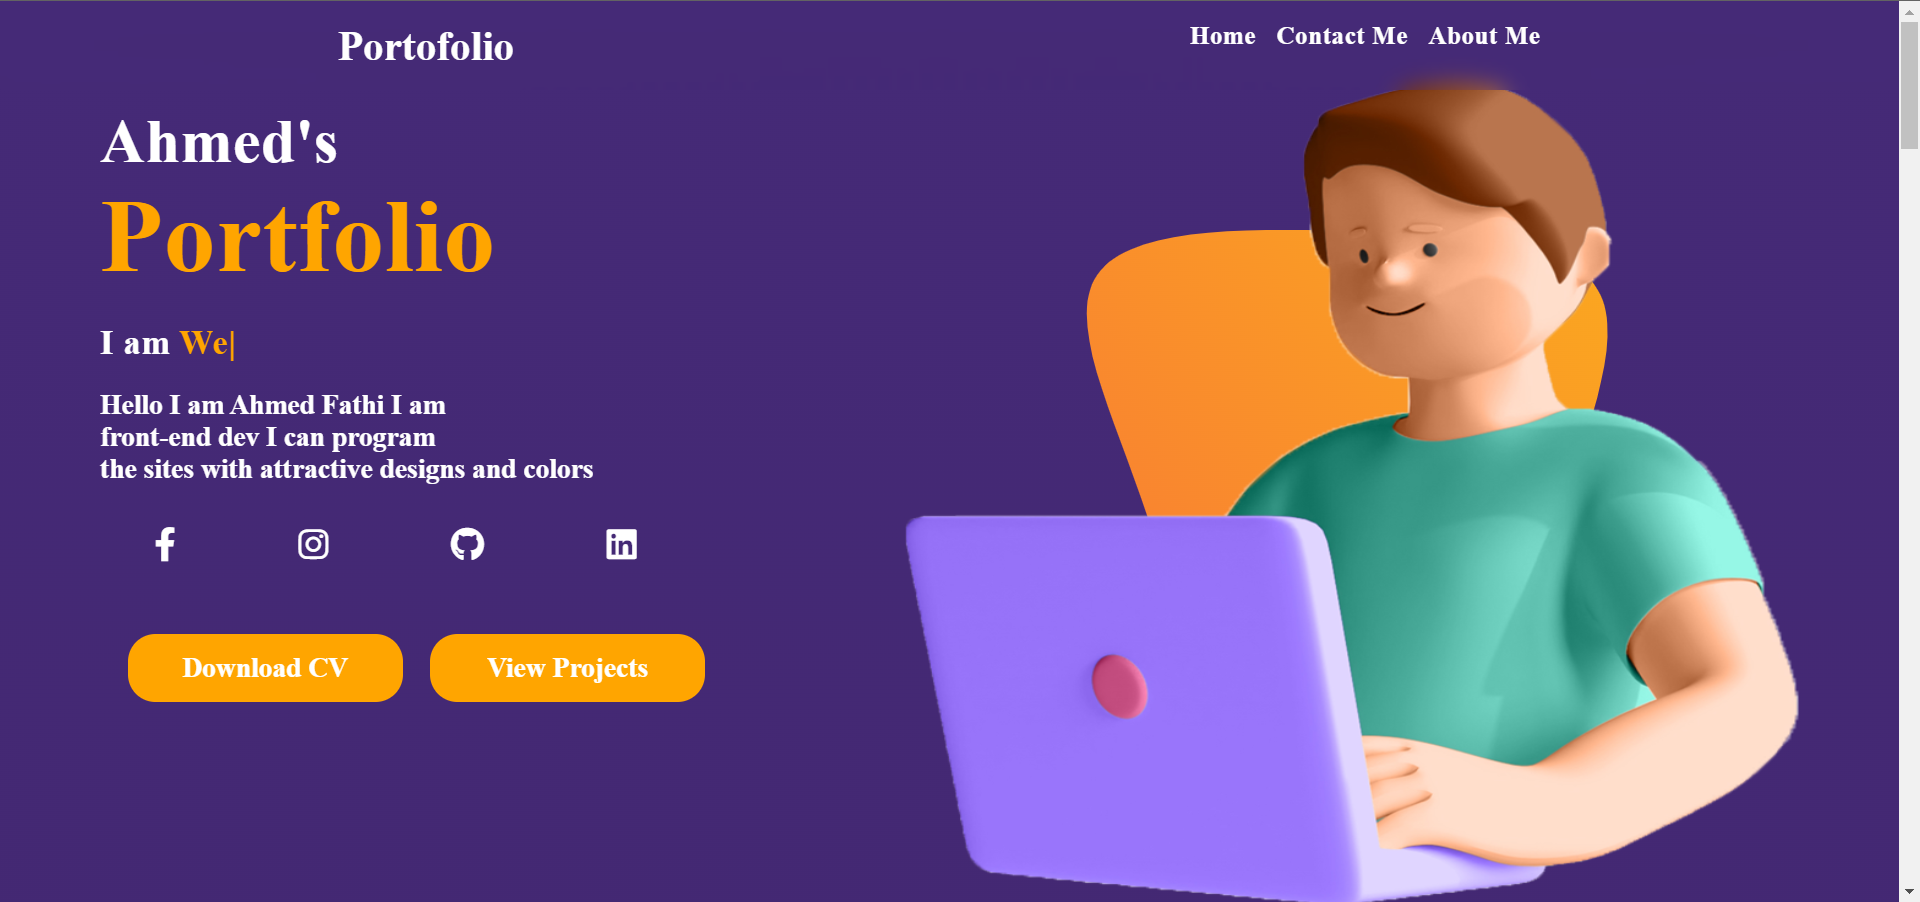 Portofolio
Home Contact Me About Me
Ahmed's
Portfolio
I am We|
Hello I am Ahmed Fathi I am
front-end dev I can program
the sites with attractive designs and colors
Download CV
View Projects